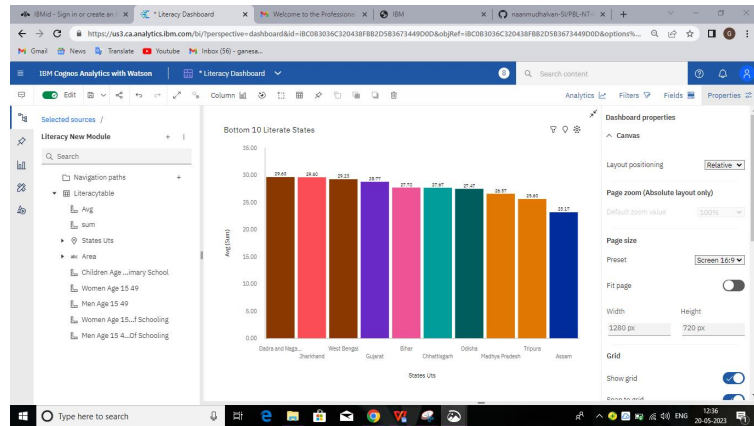 IBMid - Sign in or create an I
* Literacy Dashboard
Welcome to the Professiona
IBM
naanmudhalvan-SI/PBL-NT-
https://us3.ca.analytics.ibm.com/bi/?perspective=dashboard&id=
Gmail News Translate YouTube Inbox (56) - ganesa...
IBM Cognos Analytics with Watson
* Literacy Dashboard
8
Search content
Edit
Column
Analytics
Filters
Fields
Properties
Selected sources /
Literacy New Module
Search
Navigation paths
Literacytable
Avg
sum
States Uts
abc Area
Children Age ...imary School
Women Age 15 49
Men Age 15 49
Women Age 15...f Schooling
Men Age 15 4...Of Schooling
Bottom 10 Literate States
Avg (Sum)
35.00
30.00
25.00
20.00
15.00
10.00
5.00
0.00
29.63 29.60 29.23 28.77 27.70 27.67 27.47 26.57 25.60 23.17
Dadra and Naga... West Bengal Bihar Odisha Tripura
Jharkhand Gujarat Chhattisgarh Madhya Pradesh Assam
States Uts
Dashboard properties
Canvas
Layout positioning
Relative
Page zoom (Absolute layout only)
Default zoom value
100%
Page size
Preset
Screen 16:9
Fit page
Width Height
1280 px 720 px
Grid
Show grid
Snap to grid
Type here to search
ENG
12:36
20-05-2023